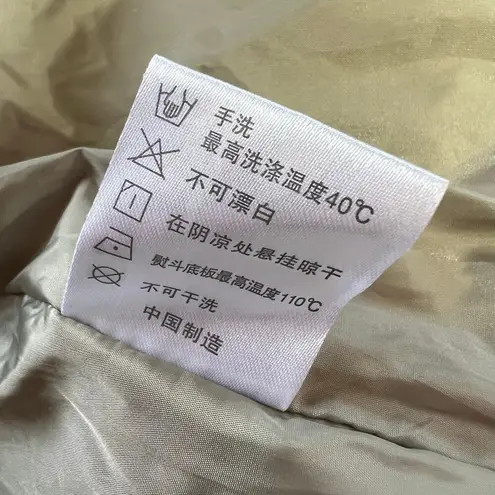 手洗
最高洗涤温度40℃
不可漂白
在阴凉处悬挂晾干
熨斗底板最高温度110℃
不可干洗
中国制造